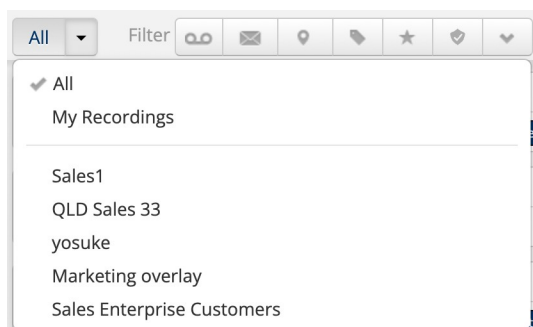 All Filter
All
My Recordings
Sales1
QLD Sales 33
yosuke
Marketing overlay
Sales Enterprise Customers